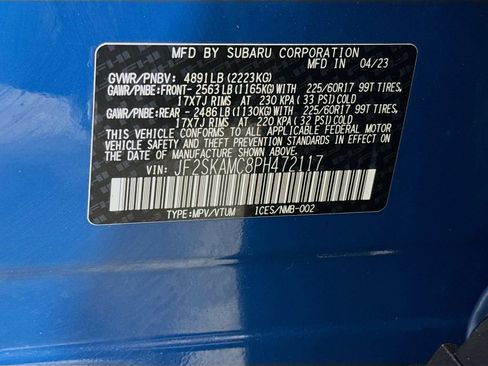 MFD BY SUBARU CORPORATION
MFD IN 04/23
GVWR/PNBV: 4891LB(2223KG)
GAWR/PNBE:FRONT- 2563LB(1165KG)WITH 225/60R17 99T TIRES,
17X7J RIMS AT 230 KPA(33 PSI)COLD
GAWR/PNBE:REAR - 2486LB(1130KG)WITH 225/60R17 99T TIRES,
17X7J RIMS AT 220 KPA(32 PSI)COLD
THIS VEHICLE CONFORMS TO ALL APPLICABLE FEDERAL MOTOR
VEHICLE SAFETY, BUMPER, AND THEFT PREVENTION STANDARDS
IN EFFECT ON THE DATE OF MANUFACTURE SHOWN ABOVE.
VIN: JF2SKAMC8PH472117
TYPE:MPV/VTUM ICES/NMB-002